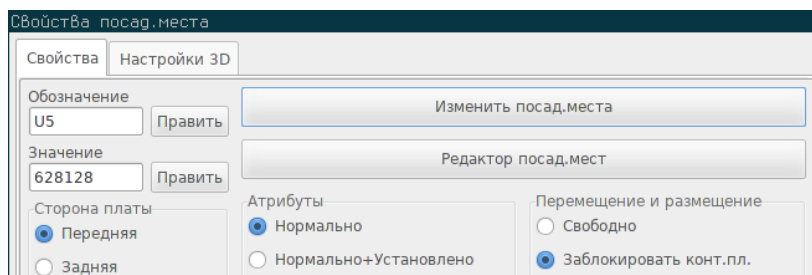 Свойства посад.места
Свойства
Настройки 3D
Обозначение
U5
Править
Изменить посад.места
Значение
628128
Править
Редактор посад.мест
Сторона платы
Передняя
Задняя
Атрибуты
Нормально
Нормально+Установлено
Перемещение и размещение
Свободно
Заблокировать конт.пл.